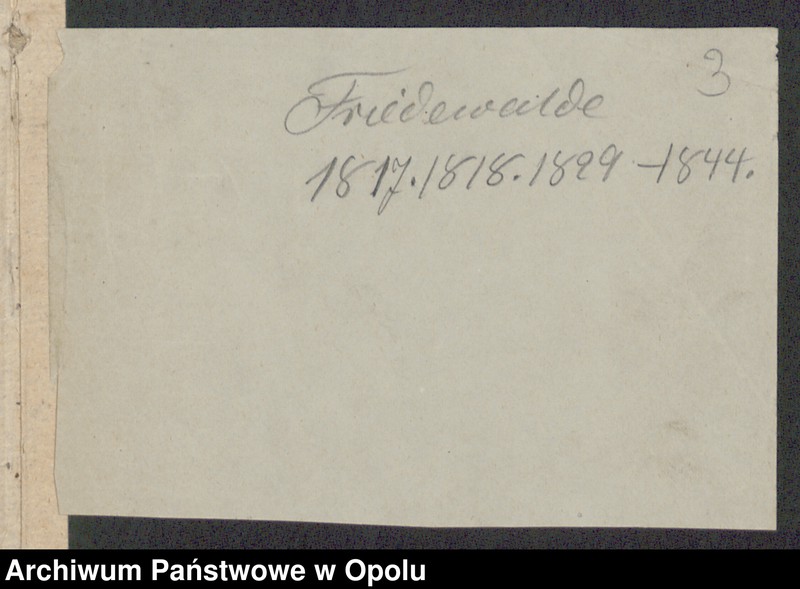 3
Friedewalde
1817. 1818. 1829 - 1844.
Archiwum Państwowe w Opolu